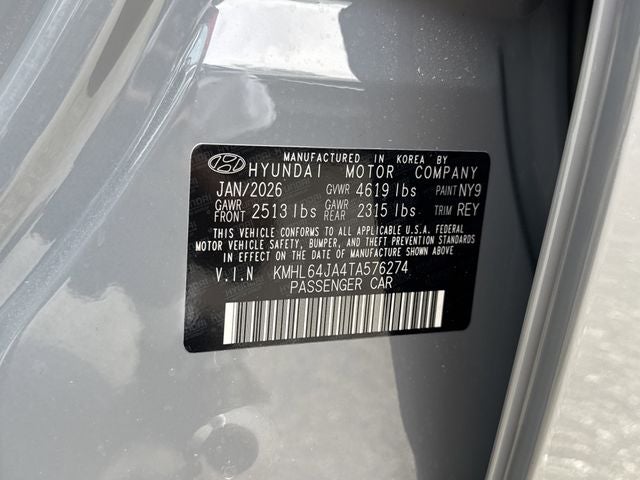 MANUFACTURED IN KOREA BY
HYUNDAI MOTOR COMPANY
JAN/2026 GVWR 4619 lbs PAINT NY9
GAWR FRONT 2513 lbs GAWR REAR 2315 lbs TRIM REY
THIS VEHICLE CONFORMS TO ALL APPLICABLE U.S.A. FEDERAL
MOTOR VEHICLE SAFETY, BUMPER, AND THEFT PREVENTION STANDARDS
IN EFFECT ON THE DATE OF MANUFACTURE SHOWN ABOVE
V.I.N KMHL64JA4TA576274
PASSENGER CAR